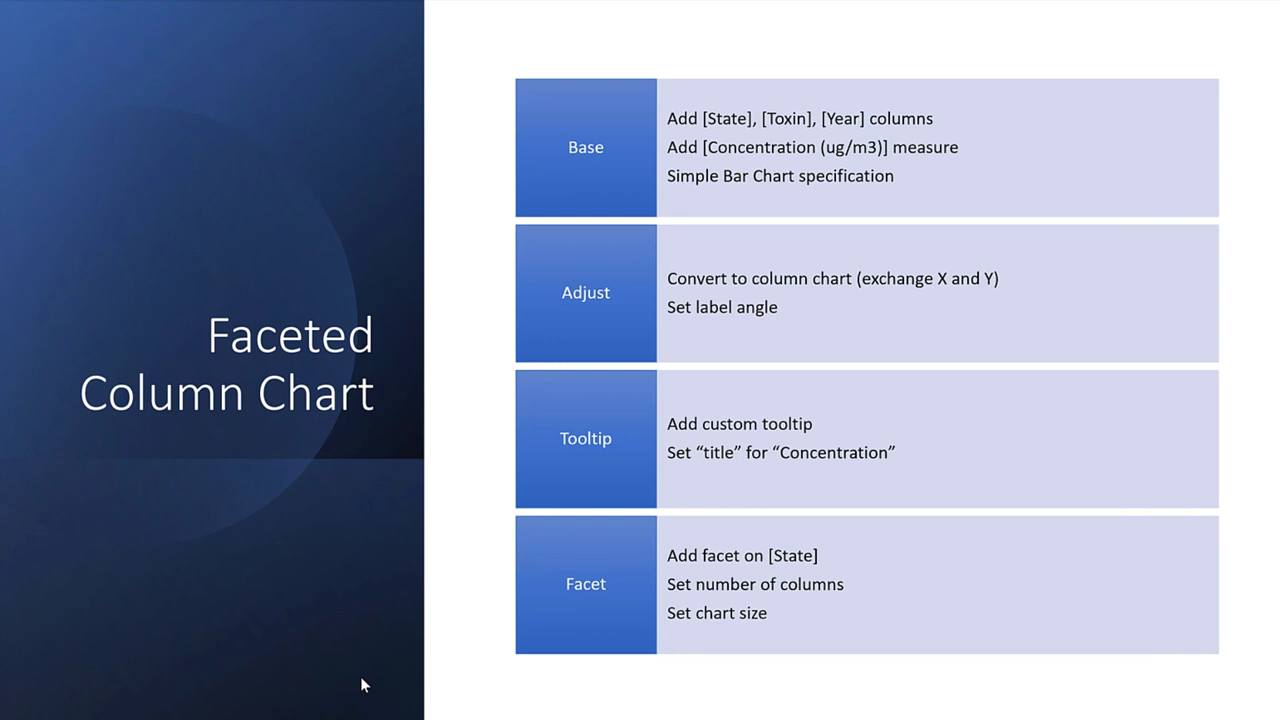 Faceted
Column Chart
Base
Add [State], [Toxin], [Year] columns
Add [Concentration (ug/m3)] measure
Simple Bar Chart specification
Adjust
Convert to column chart (exchange X and Y)
Set label angle
Tooltip
Add custom tooltip
Set “title” for “Concentration”
Facet
Add facet on [State]
Set number of columns
Set chart size